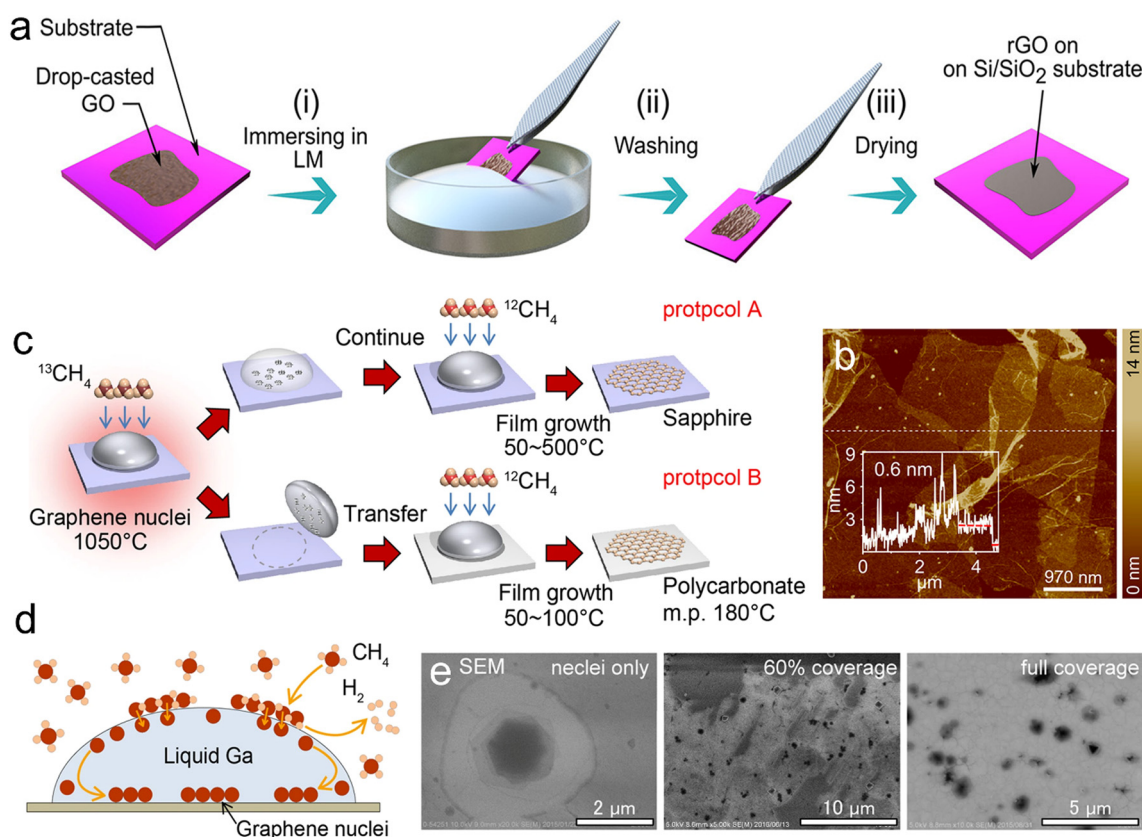 a
Substrate
Drop-casted
GO
(i)
Immersing in
LM
(ii)
Washing
(iii)
Drying
rGO on
on Si/SiO2 substrate
c
13CH4
Graphene nuclei
1050°C
Continue
12CH4
protpcol A
Film growth
50~500°C
Sapphire
Transfer
12CH4
protpcol B
Film growth
50~100°C
Polycarbonate
m.p. 180°C
b
14 nm
0 nm
9
6
3
nm
0.6 nm
0 2 4
μm
970 nm
d
CH4
H2
Liquid Ga
Graphene nuclei
e
SEM
neclei only
2 μm
60% coverage
10 μm
full coverage
5 μm